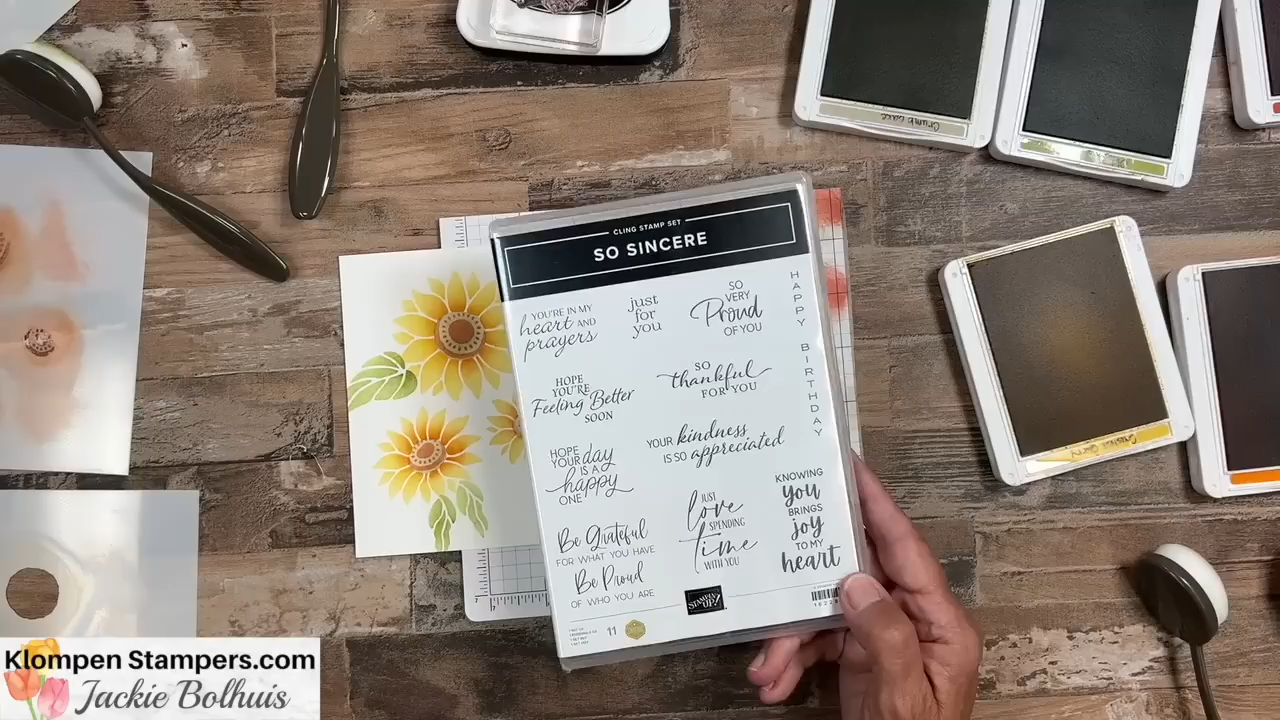 Crumb Cake
CLING STAMP SET
SO SINCERE
YOU'RE IN MY
heart AND
prayers
just
for
you
SO
VERY
Proud
OF YOU
HAPPY BIRTHDAY
HOPE
YOU'RE
Feeling Better
SOON
SO
thankful
FOR YOU
HOPE
YOUR day
IS A
happy
ONE
YOUR kindness
IS SO appreciated
KNOWING
you
BRINGS
joy
TO MY
heart
JUST
love
SPENDING
time
WITH YOU
Be Grateful
FOR WHAT YOU HAVE
Be Proud
OF WHO YOU ARE
STAMPIN' UP!
11
Klompen Stampers.com
Jackie Bolhuis